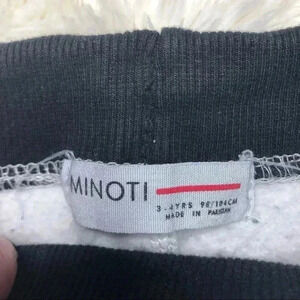 MINOTI
3-4YRS 98/104CM
MADE IN PAKISTAN